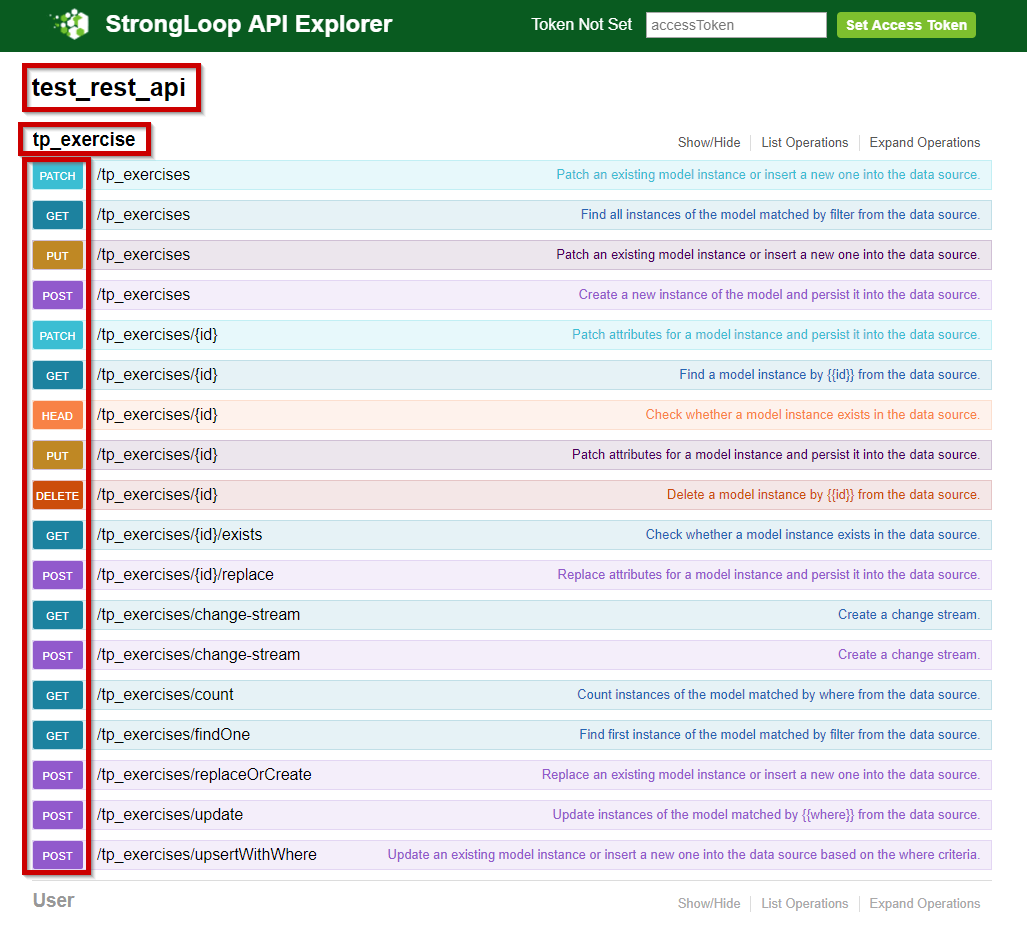 StrongLoop API Explorer Token Not Set accessToken Set Access Token
test_rest_api
tp_exercise Show/Hide List Operations Expand Operations
PATCH /tp_exercises Patch an existing model instance or insert a new one into the data source.
GET /tp_exercises Find all instances of the model matched by filter from the data source.
PUT /tp_exercises Patch an existing model instance or insert a new one into the data source.
POST /tp_exercises Create a new instance of the model and persist it into the data source.
PATCH /tp_exercises/{id} Patch attributes for a model instance and persist it into the data source.
GET /tp_exercises/{id} Find a model instance by {{id}} from the data source.
HEAD /tp_exercises/{id} Check whether a model instance exists in the data source.
PUT /tp_exercises/{id} Patch attributes for a model instance and persist it into the data source.
DELETE /tp_exercises/{id} Delete a model instance by {{id}} from the data source.
GET /tp_exercises/{id}/exists Check whether a model instance exists in the data source.
POST /tp_exercises/{id}/replace Replace attributes for a model instance and persist it into the data source.
GET /tp_exercises/change-stream Create a change stream.
POST /tp_exercises/change-stream Create a change stream.
GET /tp_exercises/count Count instances of the model matched by where from the data source.
GET /tp_exercises/findOne Find first instance of the model matched by filter from the data source.
POST /tp_exercises/replaceOrCreate Replace an existing model instance or insert a new one into the data source.
POST /tp_exercises/update Update instances of the model matched by {{where}} from the data source.
POST /tp_exercises/upsertWithWhere Update an existing model instance or insert a new one into the data source based on the where criteria.
User Show/Hide List Operations Expand Operations